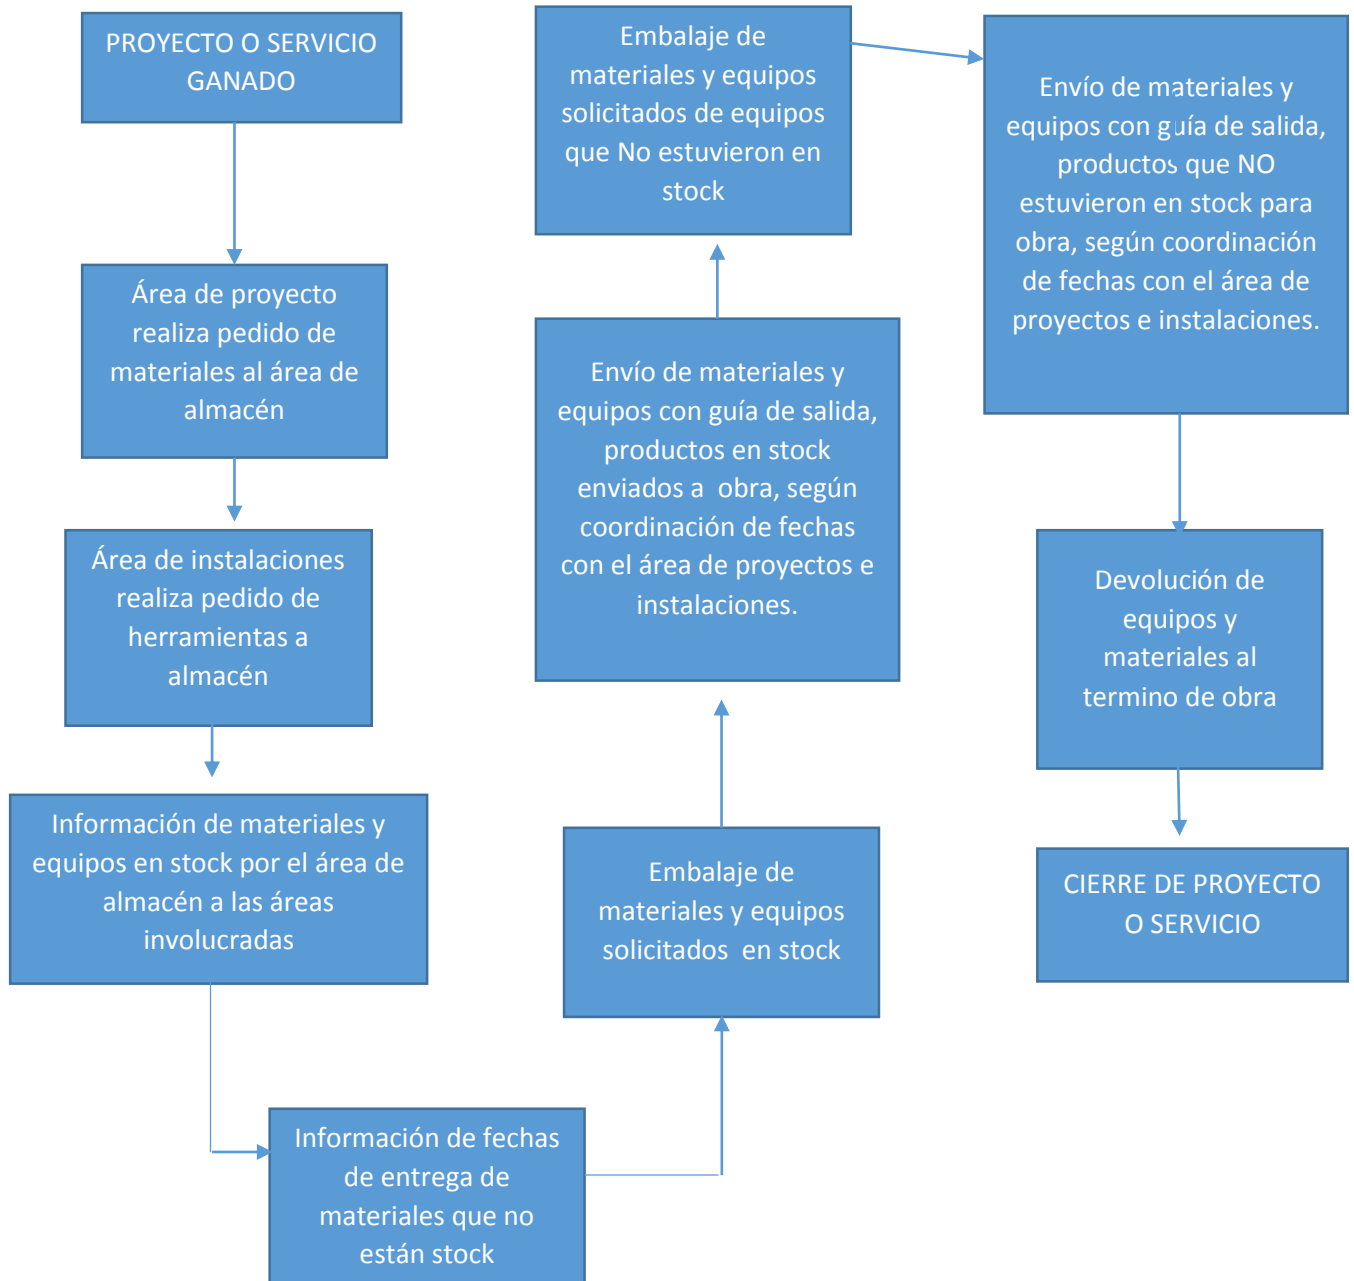 PROYECTO O SERVICIO
GANADO
Área de proyecto
realiza pedido de
materiales al área de
almacén
Área de instalaciones
realiza pedido de
herramientas a
almacén
Información de materiales y
equipos en stock por el área de
almacén a las áreas
involucradas
Información de fechas
de entrega de
materiales que no
están stock
Embalaje de
materiales y equipos
solicitados  en stock
Envío de materiales y
equipos con guía de salida,
productos en stock
enviados a  obra, según
coordinación de fechas
con el área de proyectos e
instalaciones.
Embalaje de
materiales y equipos
solicitados de equipos
que No estuvieron en
stock
Envío de materiales y
equipos con guía de salida,
productos que NO
estuvieron en stock para
obra, según coordinación
de fechas con el área de
proyectos e instalaciones.
Devolución de
equipos y
materiales al
termino de obra
CIERRE DE PROYECTO
O SERVICIO